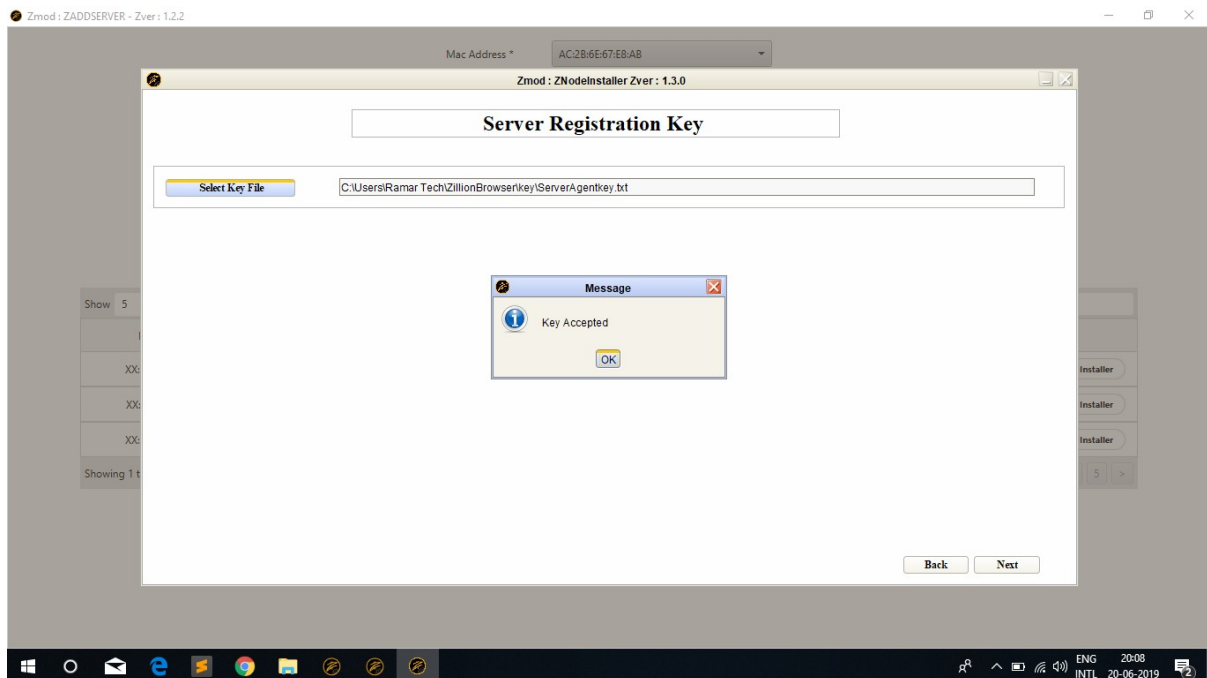 Zmod : ZADDSERVER - Zver : 1.2.2
Mac Address * AC:2B:6E:67:E8:AB
Zmod : ZNodeInstaller Zver : 1.3.0
Server Registration Key
Select Key File C:\Users\Ramar Tech\ZillionBrowser\key\ServerAgentkey.txt
Message
Key Accepted
OK
Show 5
XX: Installer
XX: Installer
XX: Installer
Showing 1 t 5 >
Back Next
ENG 20:08
INTL 20-06-2019 2